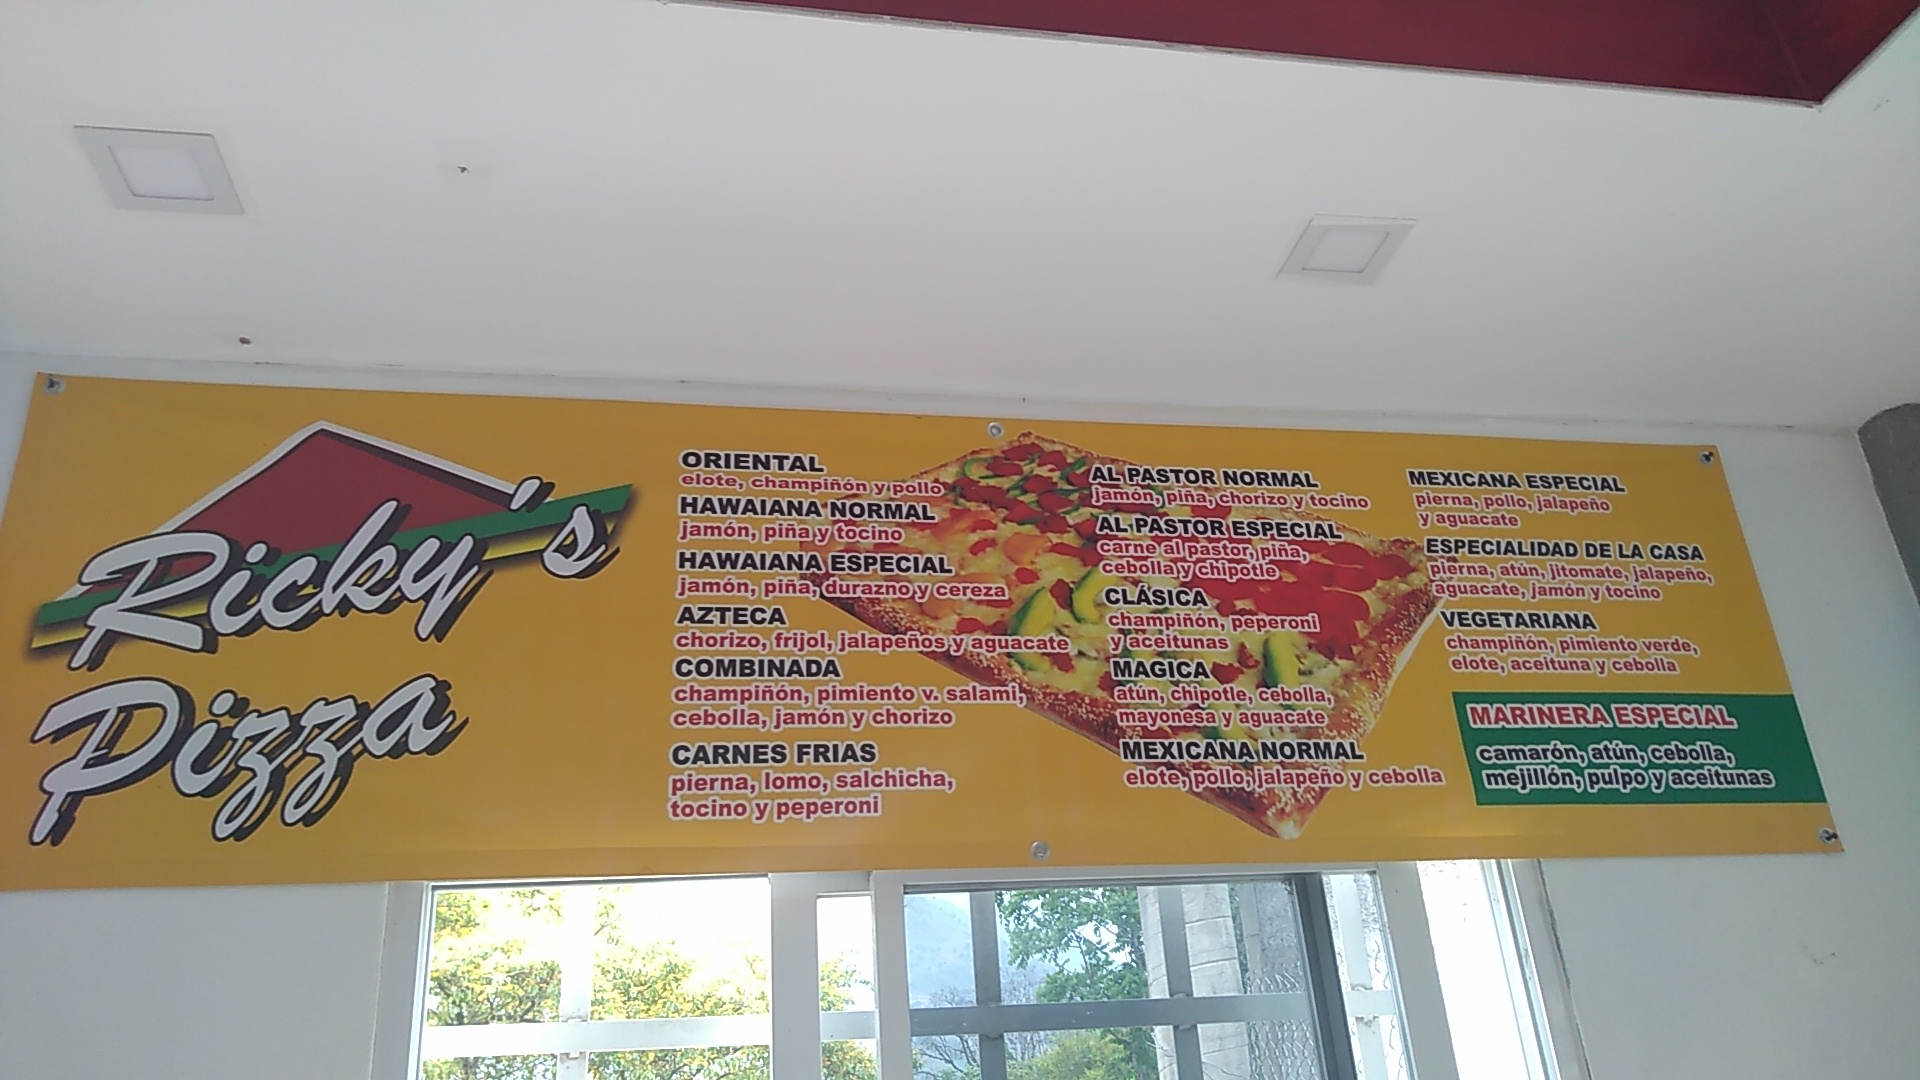 Ricky's
Pizza
ORIENTAL
elote, champiñón y pollo
HAWAIANA NORMAL
jamón, piña y tocino
HAWAIANA ESPECIAL
jamón, piña, durazno y cereza
AZTECA
chorizo, frijol, jalapeños y aguacate
COMBINADA
champiñón, pimiento v. salami,
cebolla, jamón y chorizo
CARNES FRIAS
pierna, lomo, salchicha,
tocino y peperoni
AL PASTOR NORMAL
jamón, piña, chorizo y tocino
AL PASTOR ESPECIAL
carne al pastor, piña,
cebolla y chipotle
CLÁSICA
champiñón, peperoni
y aceitunas
MAGICA
atún, chipotle, cebolla,
mayonesa y aguacate
MEXICANA NORMAL
elote, pollo, jalapeño y cebolla
MEXICANA ESPECIAL
pierna, pollo, jalapeño
y aguacate
ESPECIALIDAD DE LA CASA
pierna, atún, jitomate, jalapeño,
aguacate, jamón y tocino
VEGETARIANA
champiñón, pimiento verde,
elote, aceituna y cebolla
MARINERA ESPECIAL
camarón, atún, cebolla,
mejillón, pulpo y aceitunas